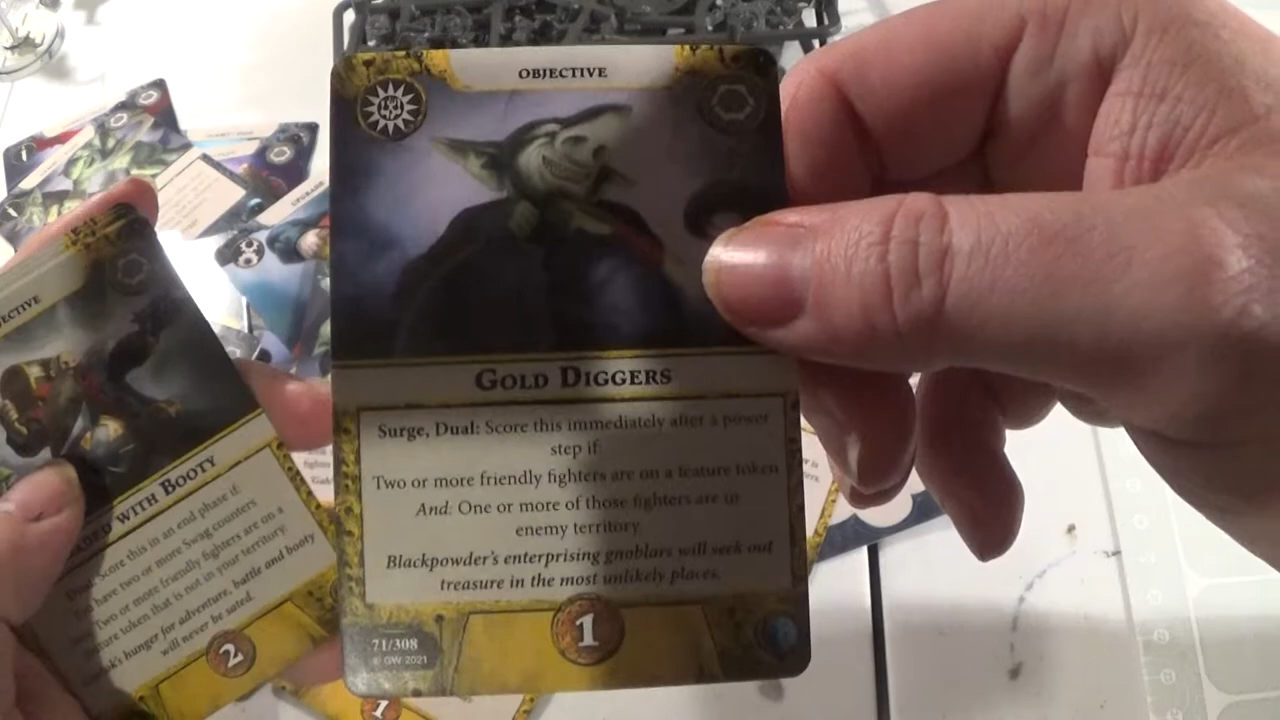 OBJECTIVE
GOLD DIGGERS
Surge, Dual: Score this immediately after a power
step if:
Two or more friendly fighters are on a feature token
And: One or more of those fighters are in
enemy territory.
Blackpowder's enterprising gnoblars will seek out
treasure in the most unlikely places.
1
71/308
© GW 2021
JECTIVE
WITH BOOTY
Score this in an end phase if:
have two or more Swag counters
Two or more friendly fighters are on a
ture token that is not in your territory.
hunger for adventure, battle and booty
will never be sated.
2
1
UPGRADE